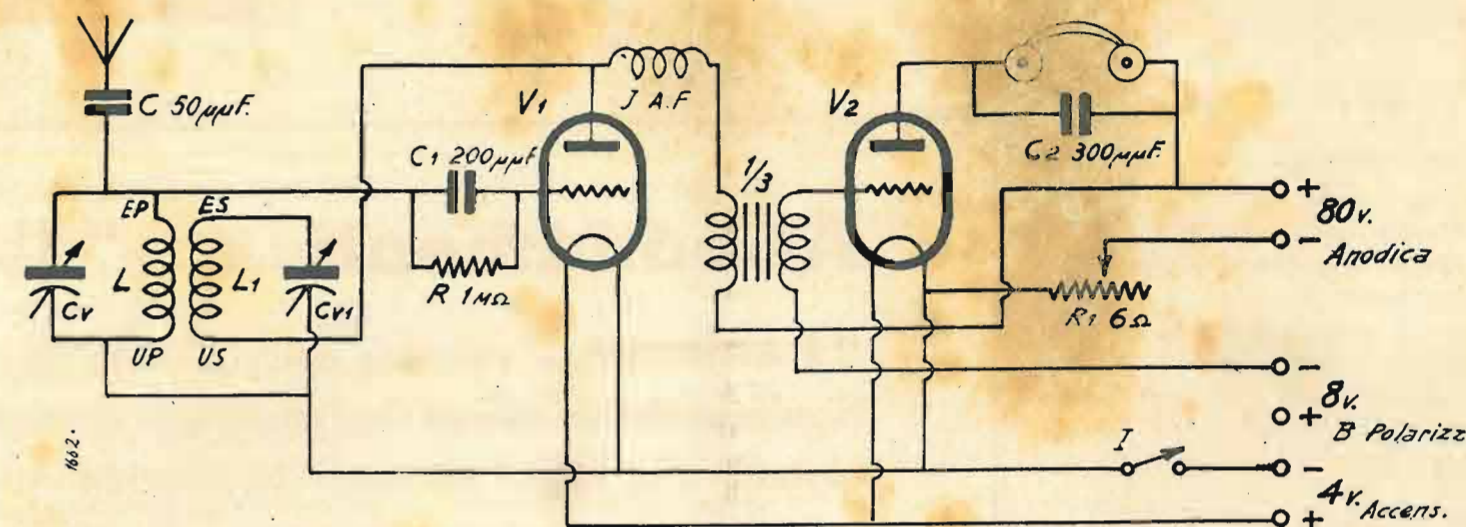 C 50μμF.
V1
J A.F
V2
C1 200μμF.
R 1MΩ
1/3
C2 300μμF.
EP
ES
L
L1
Cv
Cv1
UP
US
+
80v.
-
Anodica
R1 6Ω
-
8v.
+
B Polarizz
I
-
4v.
Accens.
+
1662.